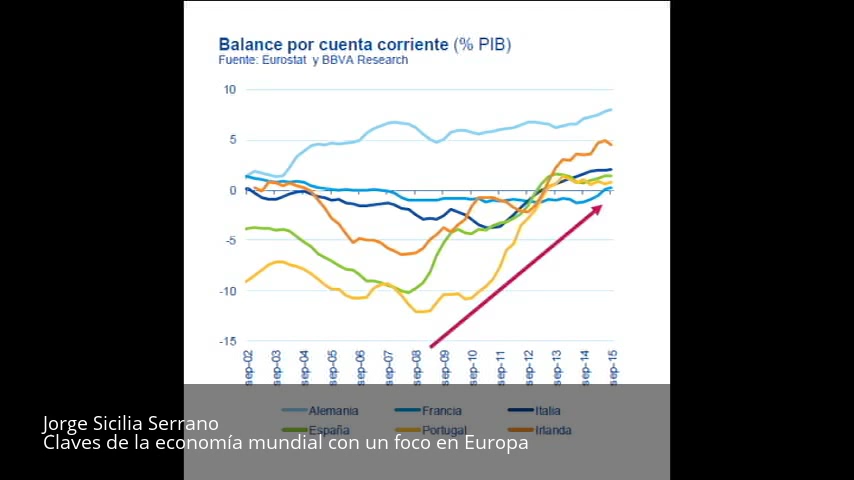 Balance por cuenta corriente (% PIB)
Fuente: Eurostat y BBVA Research
10
5
0
-5
-10
-15
sep-02
sep-03
sep-04
sep-05
sep-06
sep-07
sep-08
sep-09
sep-10
sep-11
sep-12
sep-13
sep-14
sep-15
Alemania Francia Italia
España Portugal Irlanda
Jorge Sicilia Serrano
Claves de la economía mundial con un foco en Europa